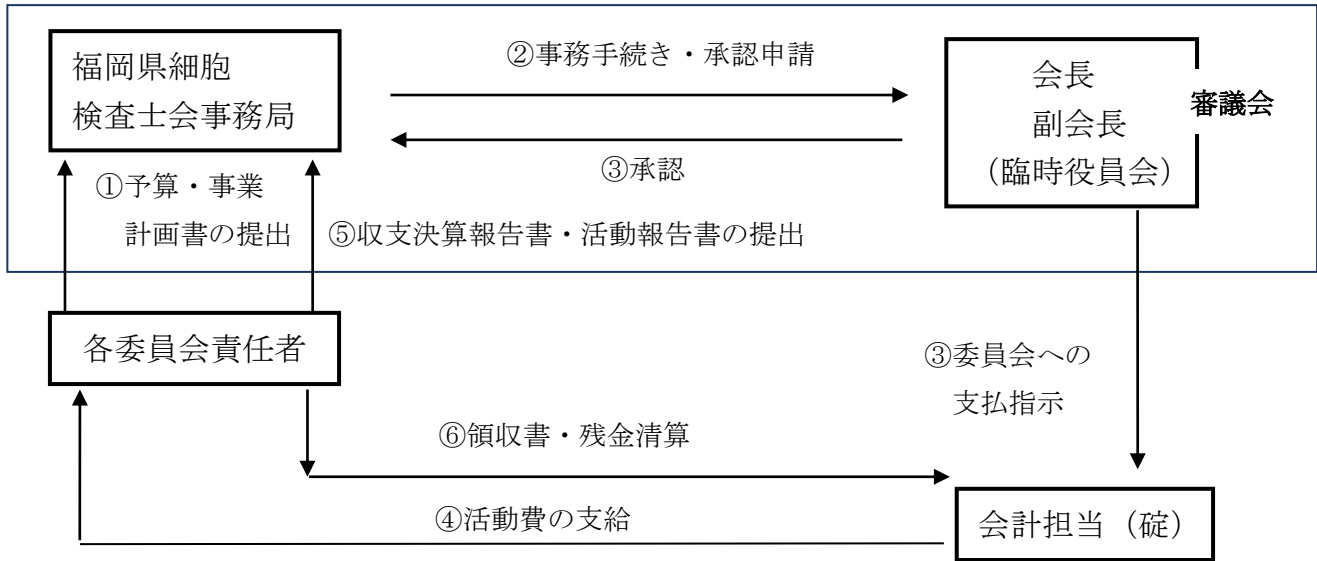 福岡県細胞
検査士会事務局
②事務手続き・承認申請
③承認
会長
副会長
（臨時役員会）
審議会
①予算・事業
計画書の提出
⑤収支決算報告書・活動報告書の提出
各委員会責任者
③委員会への
支払指示
⑥領収書・残金清算
④活動費の支給
会計担当（碇）